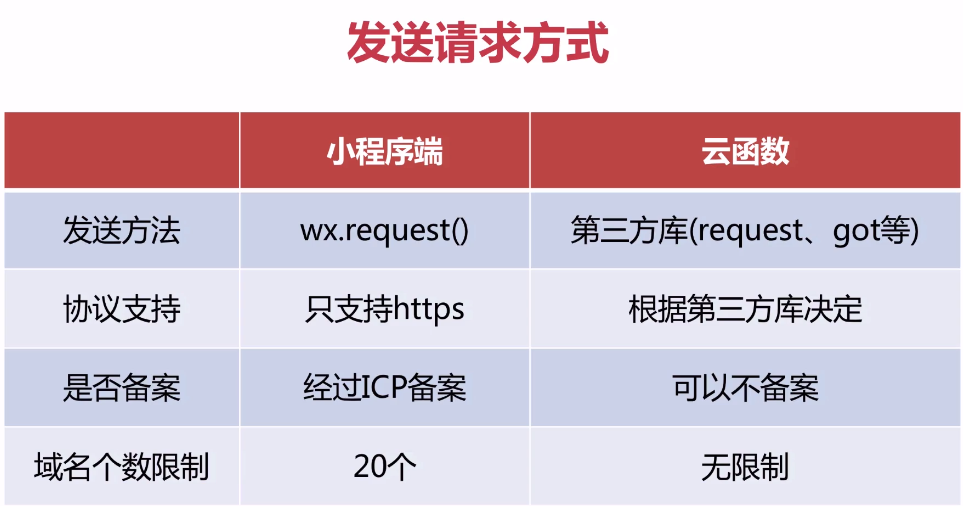 发送请求方式
小程序端 云函数
发送方法 wx.request() 第三方库(request、got等)
协议支持 只支持https 根据第三方库决定
是否备案 经过ICP备案 可以不备案
域名个数限制 20个 无限制